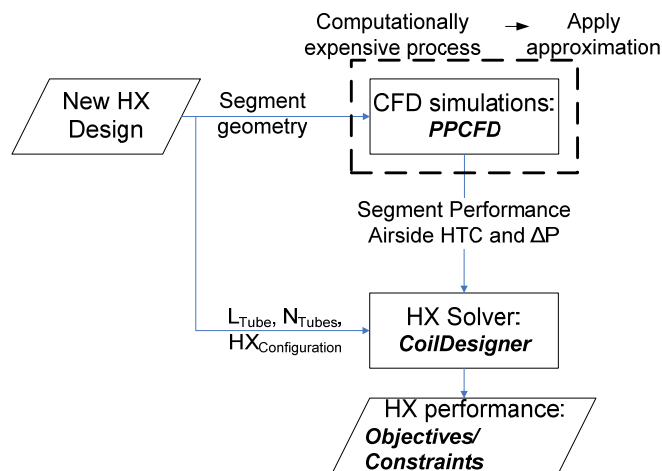 Computationally
expensive process
Apply
approximation
New HX
Design
Segment
geometry
CFD simulations:
PPCFD
Segment Performance
Airside HTC and ΔP
LTube, NTubes,
HXConfiguration
HX Solver:
CoilDesigner
HX performance:
Objectives/
Constraints